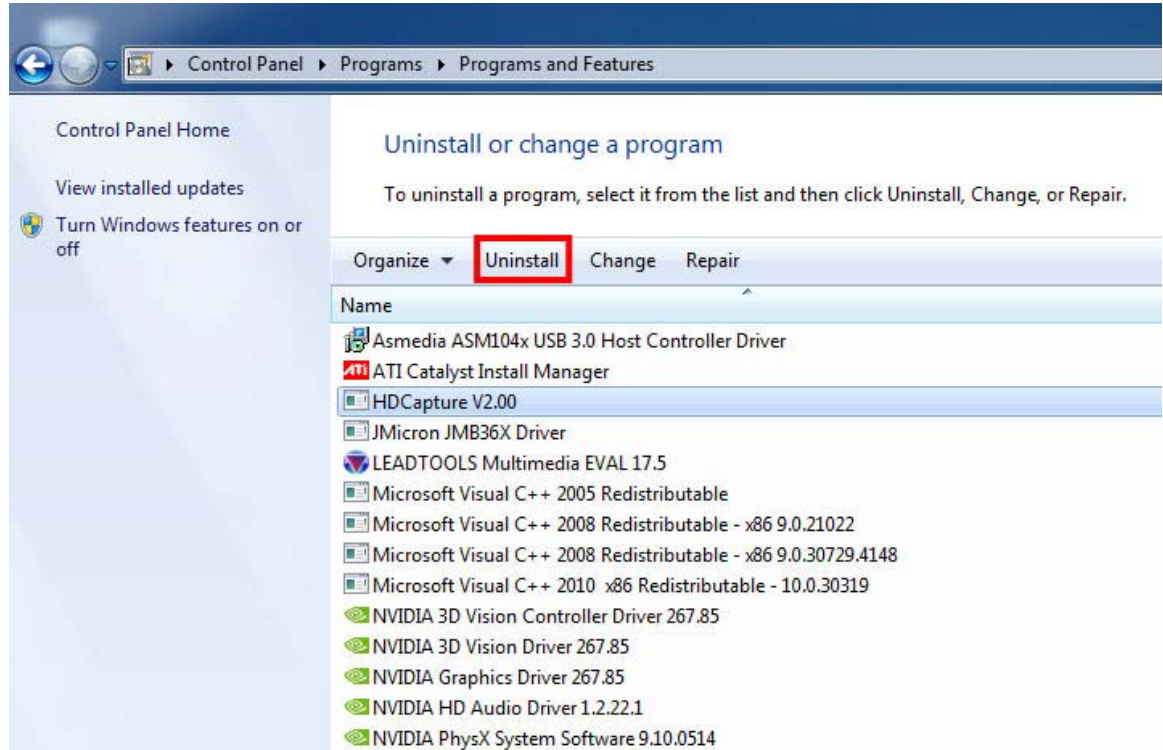 Control Panel Programs Programs and Features
Control Panel Home
View installed updates
Turn Windows features on or
off
Uninstall or change a program
To uninstall a program, select it from the list and then click Uninstall, Change, or Repair.
Organize Uninstall Change Repair
Name
Asmedia ASM104x USB 3.0 Host Controller Driver
ATI ATI Catalyst Install Manager
HDCapture V2.00
JMicron JMB36X Driver
LEADTOOLS Multimedia EVAL 17.5
Microsoft Visual C++ 2005 Redistributable
Microsoft Visual C++ 2008 Redistributable - x86 9.0.21022
Microsoft Visual C++ 2008 Redistributable - x86 9.0.30729.4148
Microsoft Visual C++ 2010 x86 Redistributable - 10.0.30319
NVIDIA 3D Vision Controller Driver 267.85
NVIDIA 3D Vision Driver 267.85
NVIDIA Graphics Driver 267.85
NVIDIA HD Audio Driver 1.2.22.1
NVIDIA PhysX System Software 9.10.0514